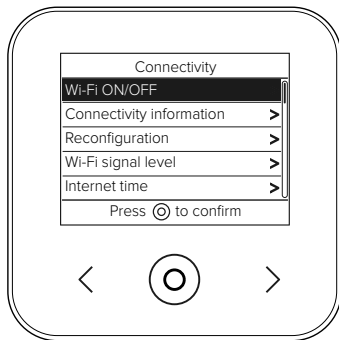 Connectivity
Wi-Fi ON/OFF
Connectivity information >
Reconfiguration >
Wi-Fi signal level >
Internet time >
Press ⊚ to confirm